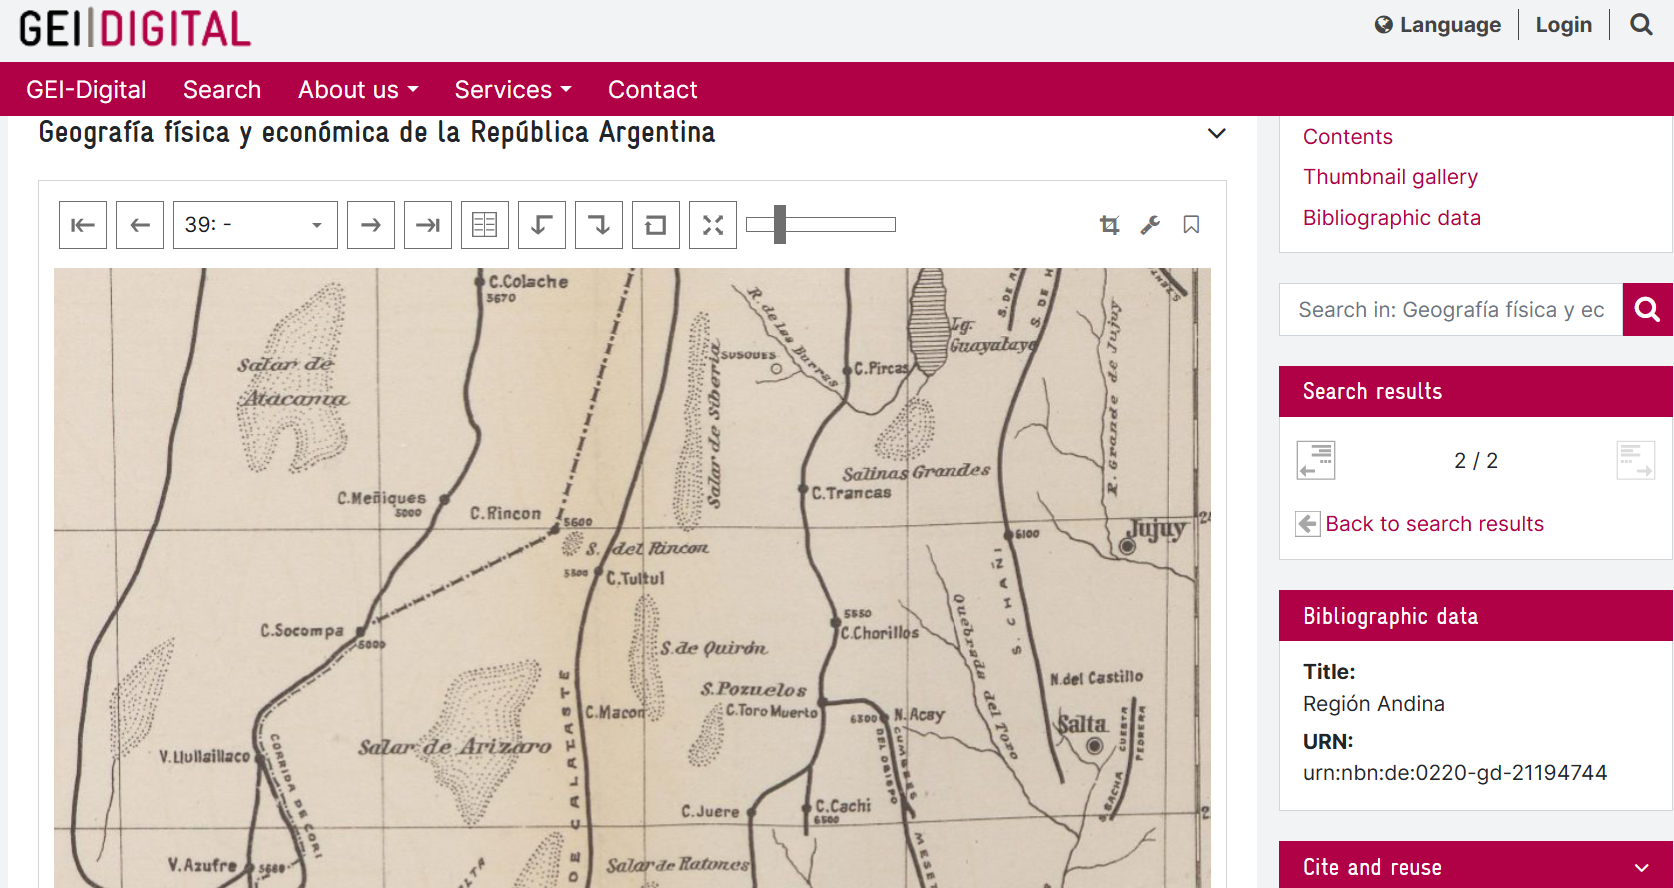 GEI|DIGITAL
Language
Login
GEI-Digital
Search
About us
Services
Contact
Geografía física y económica de la República Argentina
39: -
C.Colache
5670
Salar de
Atacama
SUSQUES
R. de las Burras
Salar de Siberia
Lg.
Guayalayo
C.Pircas
S. DE H
R. Grande de Jujuy
Salinas Grandes
C.Trancas
C.Meñiques
5000
C.Rincon
5600
S. del Rincon
5300
C.Tultul
6100
Jujuy
S. CHAÑI
C.Socompa
5000
5550
C.Chorillos
Quebrada del Toro
S.de Quirón
S.Pozuelos
C.Macon
C.Toro Muerto
6300
N. Acay
N.del Castillo
Salta
CUESTA
PEDRERA
S. BACHA
V. Llullaillaco
CORRIDA DE CORI
Salar de Arizaro
DE CALALASTE
CUMBRES
DEL OBISPO
C.Juere
C.Cachi
6500
V.Azufre
5680
Salar de Ratones
MESET
Contents
Thumbnail gallery
Bibliographic data
Search in: Geografía física y ec
Search results
2 / 2
Back to search results
Bibliographic data
Title:
Región Andina
URN:
urn:nbn:de:0220-gd-21194744
Cite and reuse